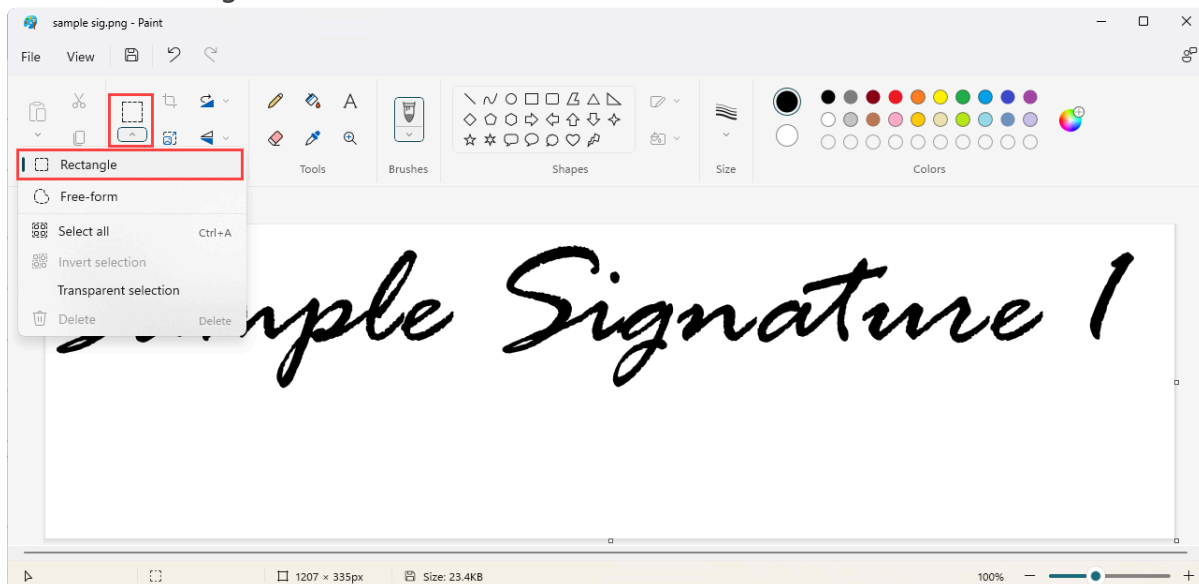 sample sig.png - Paint
File View
Rectangle
Tools Brushes Shapes Size Colors
Free-form
Select all Ctrl+A
Invert selection
Transparent selection
Delete Delete
mple Signature 1
1207 × 335px Size: 23.4KB 100%